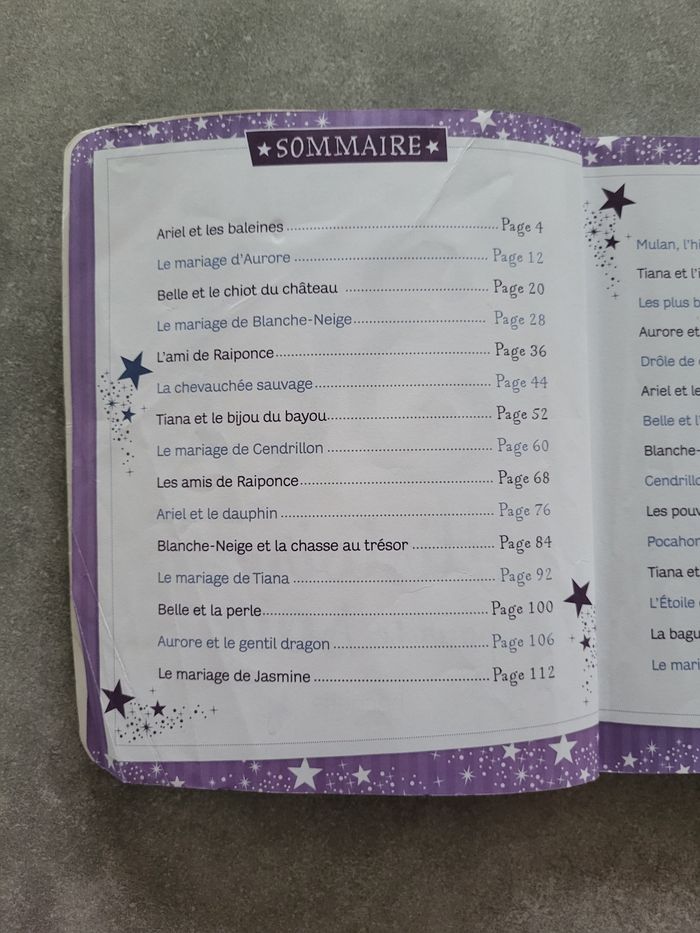 SOMMAIRE
Ariel et les baleines Page 4
Le mariage d'Aurore Page 12
Belle et le chiot du château Page 20
Le mariage de Blanche-Neige Page 28
L'ami de Raiponce Page 36
La chevauchée sauvage Page 44
Tiana et le bijou du bayou Page 52
Le mariage de Cendrillon Page 60
Les amis de Raiponce Page 68
Ariel et le dauphin Page 76
Blanche-Neige et la chasse au trésor Page 84
Le mariage de Tiana Page 92
Belle et la perle Page 100
Aurore et le gentil dragon Page 106
Le mariage de Jasmine Page 112
Mulan,
Tiana et
Les plus
Aurore et
Drôle de
Ariel et
Belle et
Blanche-
Les
Tiana et
L'Étoile
La
Le